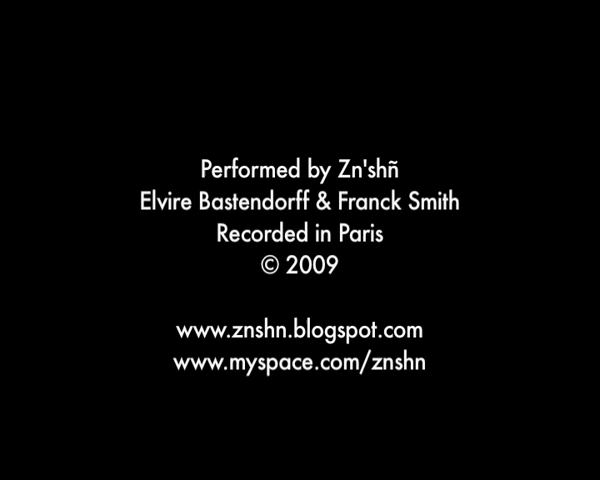 Performed by Zn'shñ
Elvire Bastendorff & Franck Smith
Recorded in Paris
© 2009
www.znshn.blogspot.com
www.myspace.com/znshn